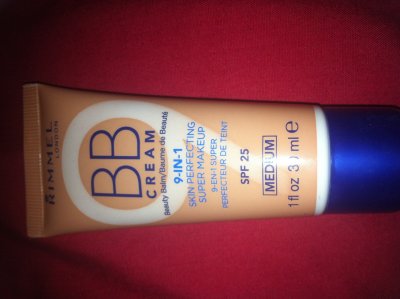 RIMMEL
LONDON
BB
CREAM
Beauty Balm/Baume de Beauté
9-IN-1
SKIN PERFECTING
SUPER MAKEUP
9-EN-1 SUPER
PERFECTEUR DE TEINT
SPF 25
MEDIUM
1 fl oz 30 ml e